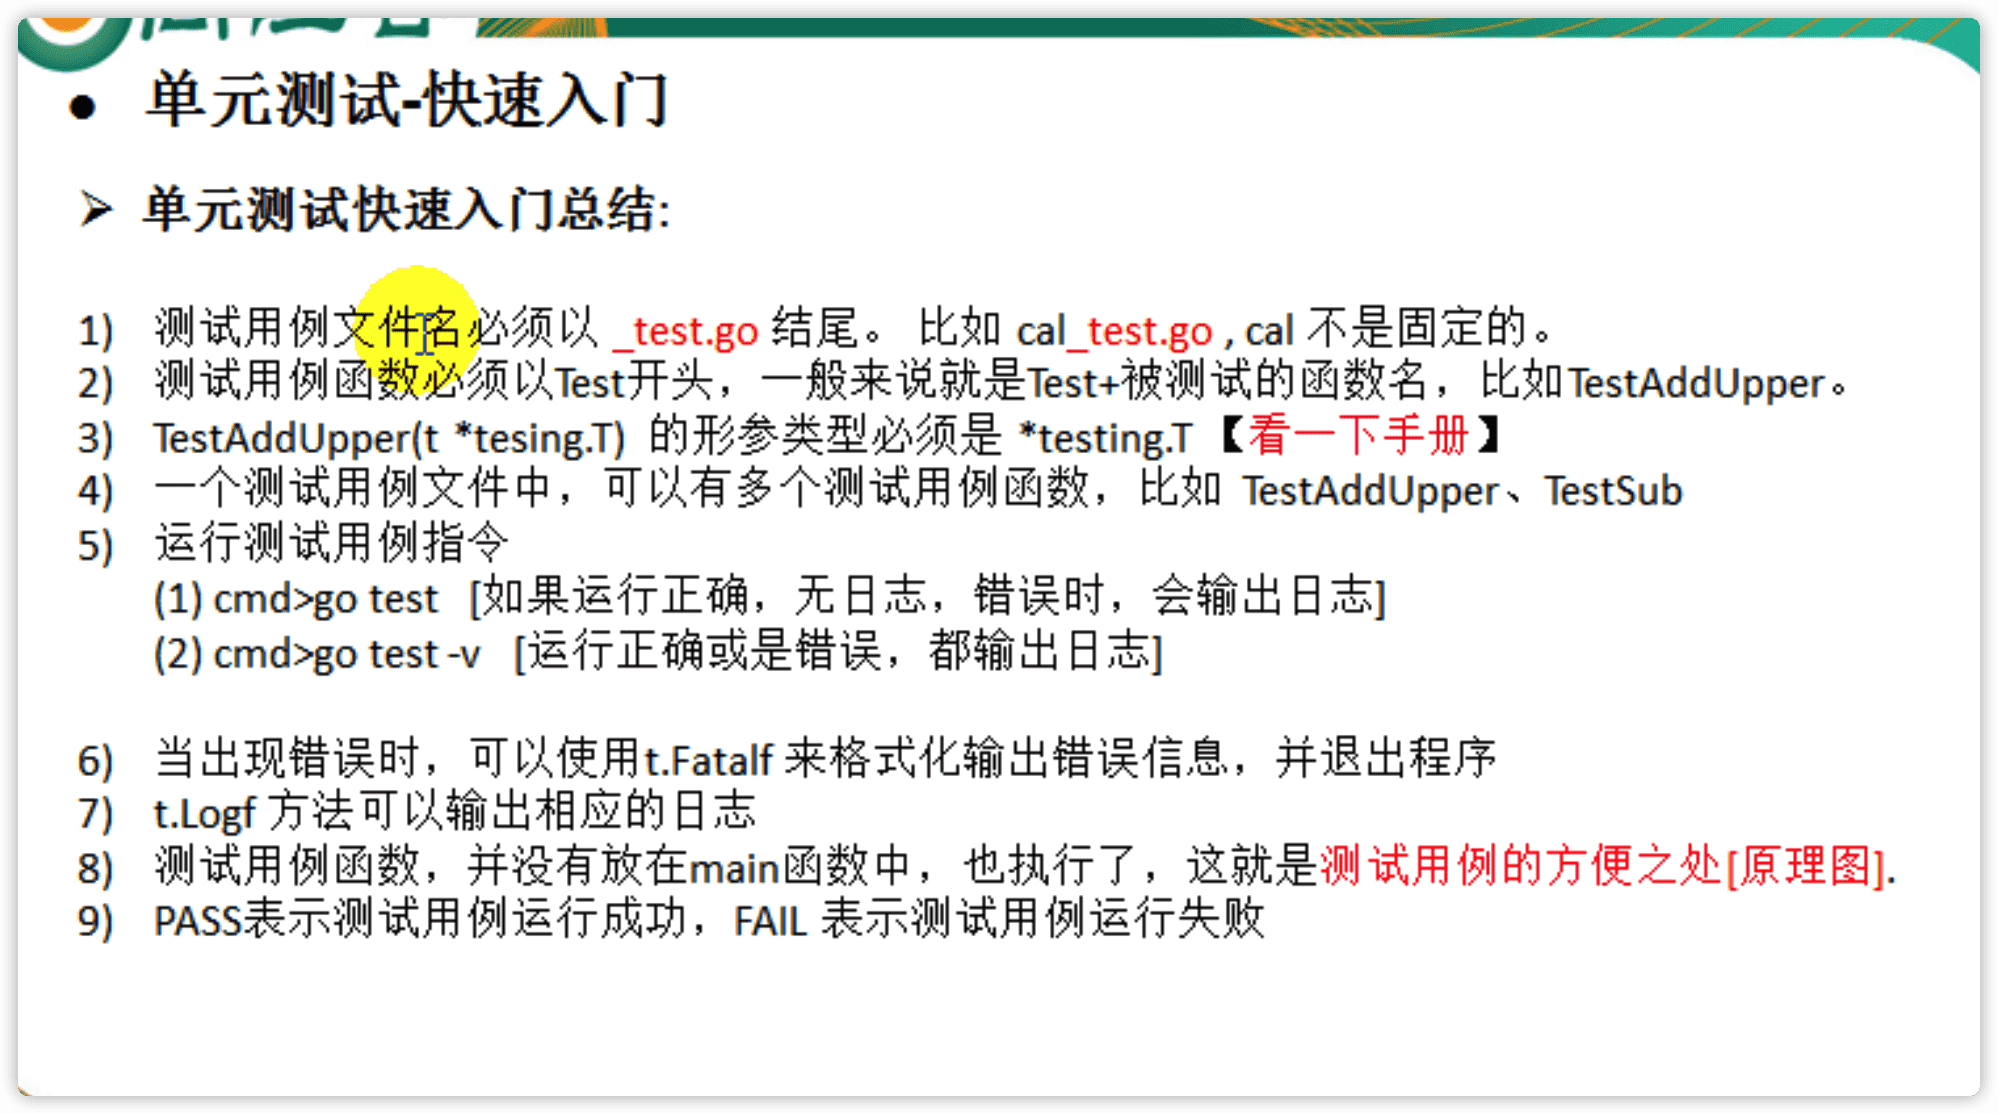 ● 单元测试-快速入门
➢ 单元测试快速入门总结:
1) 测试用例文件名必须以 _test.go 结尾。 比如 cal_test.go , cal 不是固定的。
2) 测试用例函数必须以Test开头，一般来说就是Test+被测试的函数名，比如TestAddUpper。
3) TestAddUpper(t *tesing.T) 的形参类型必须是 *testing.T 【看一下手册】
4) 一个测试用例文件中，可以有多个测试用例函数，比如 TestAddUpper、TestSub
5) 运行测试用例指令
(1) cmd>go test [如果运行正确，无日志，错误时，会输出日志]
(2) cmd>go test -v [运行正确或是错误，都输出日志]
6) 当出现错误时，可以使用t.Fatalf 来格式化输出错误信息，并退出程序
7) t.Logf 方法可以输出相应的日志
8) 测试用例函数，并没有放在main函数中，也执行了，这就是测试用例的方便之处[原理图].
9) PASS表示测试用例运行成功，FAIL 表示测试用例运行失败